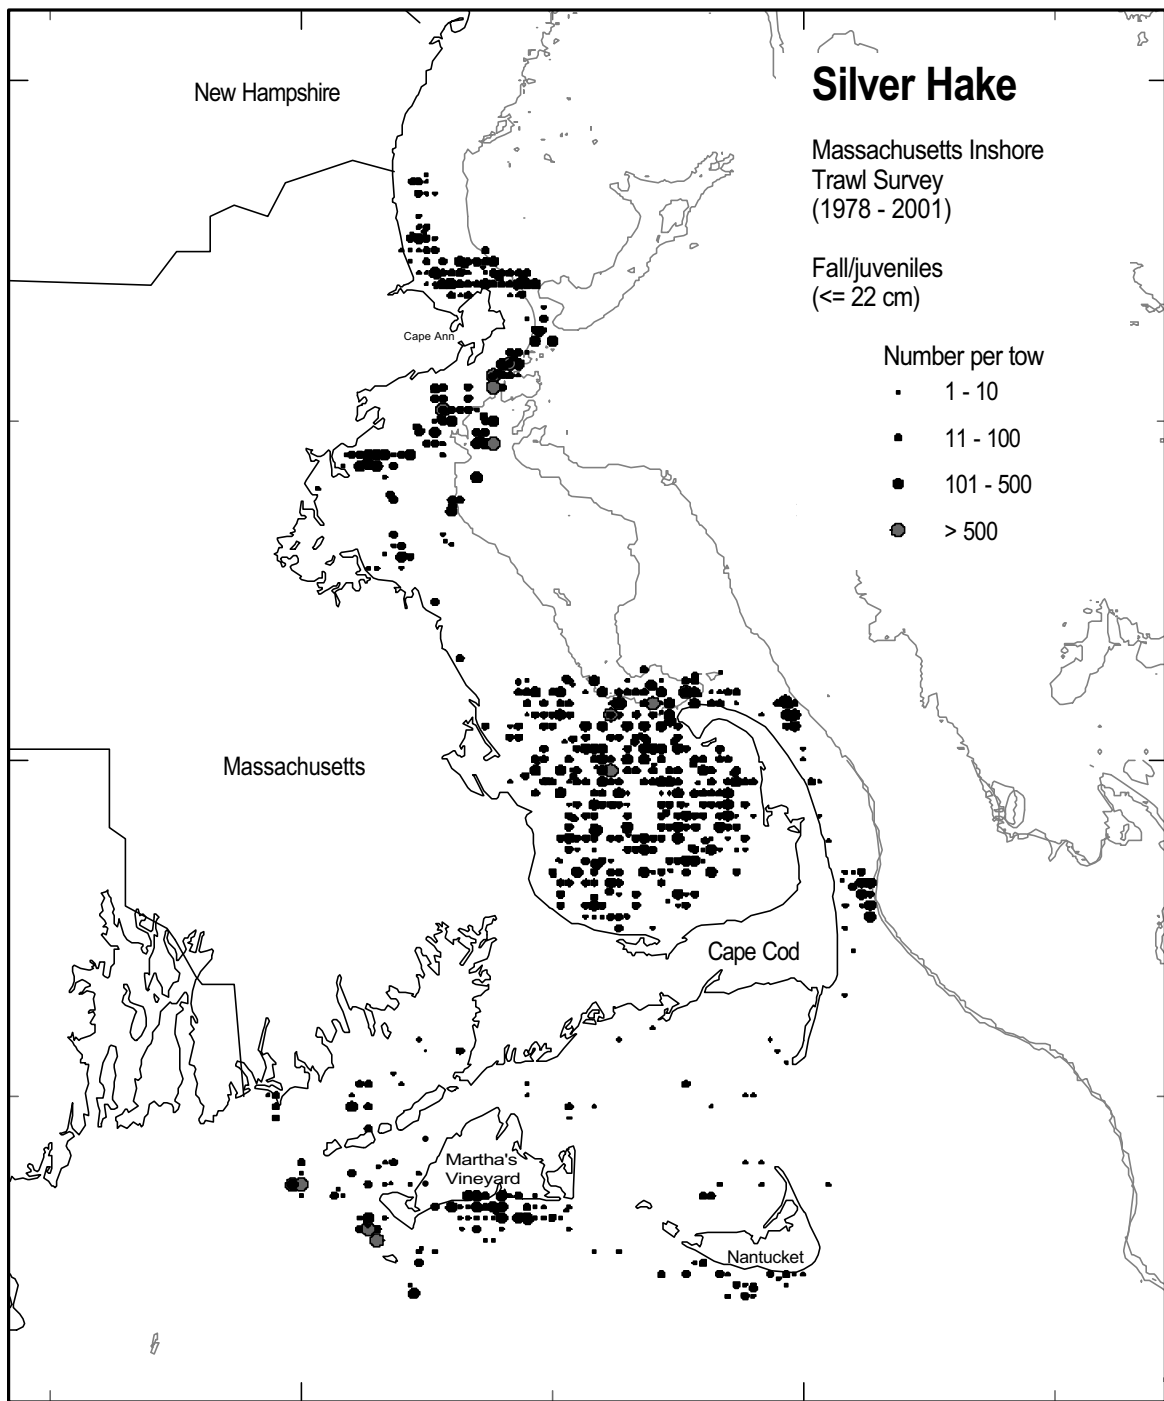 New Hampshire
Silver Hake
Massachusetts Inshore
Trawl Survey
(1978 - 2001)
Fall/juveniles
(<= 22 cm)
Cape Ann
Number per tow
1 - 10
11 - 100
101 - 500
> 500
Massachusetts
Cape Cod
Martha's
Vineyard
Nantucket